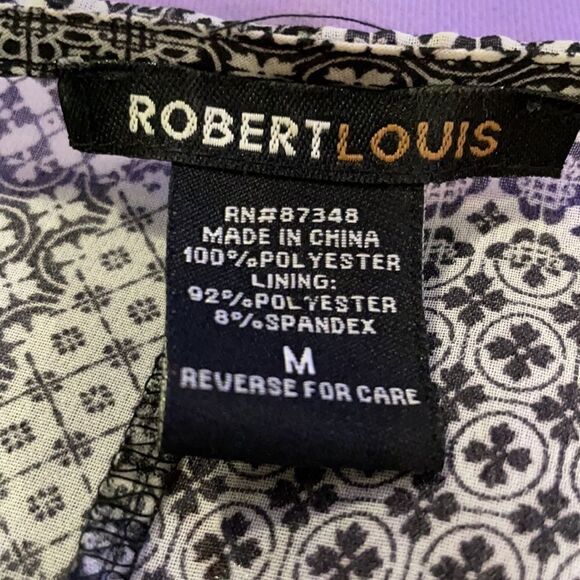 ROBERTLOUIS
RN#87348
MADE IN CHINA
100%POLYESTER
LINING:
92%POLYESTER
8%SPANDEX
M
REVERSE FOR CARE